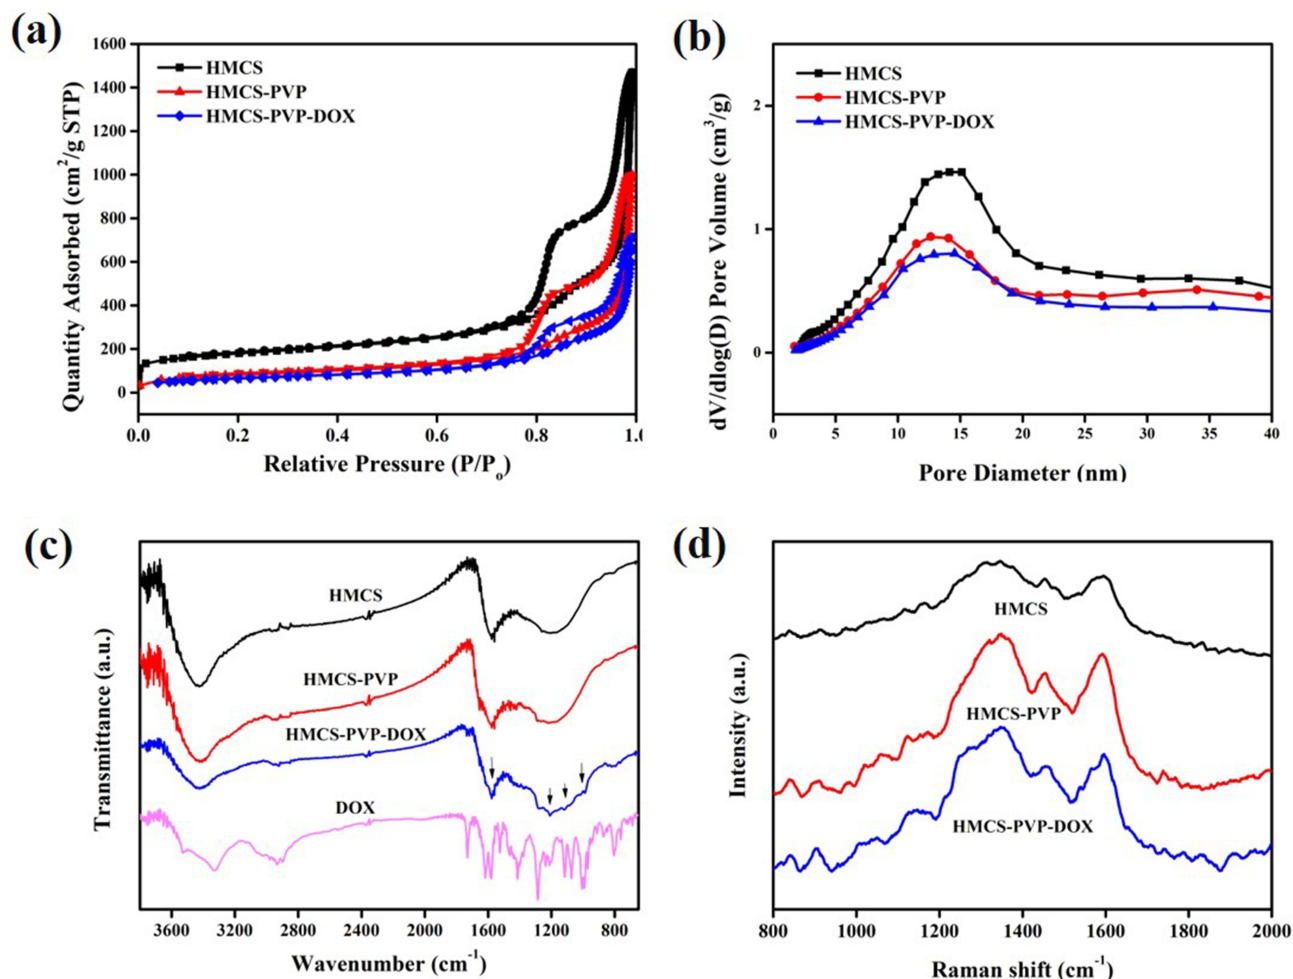 (a)
Quantity Adsorbed (cm²/g STP)
1600
1400
1200
1000
800
600
400
200
0
HMCS
HMCS-PVP
HMCS-PVP-DOX
0.0 0.2 0.4 0.6 0.8 1.0
Relative Pressure (P/Pₒ)
(b)
dV/dlog(D) Pore Volume (cm³/g)
2
1
0
HMCS
HMCS-PVP
HMCS-PVP-DOX
0 5 10 15 20 25 30 35 40
Pore Diameter (nm)
(c)
Transmittance (a.u.)
HMCS
HMCS-PVP
HMCS-PVP-DOX
DOX
3600 3200 2800 2400 2000 1600 1200 800
Wavenumber (cm⁻¹)
(d)
Intensity (a.u.)
HMCS
HMCS-PVP
HMCS-PVP-DOX
800 1000 1200 1400 1600 1800 2000
Raman shift (cm⁻¹)